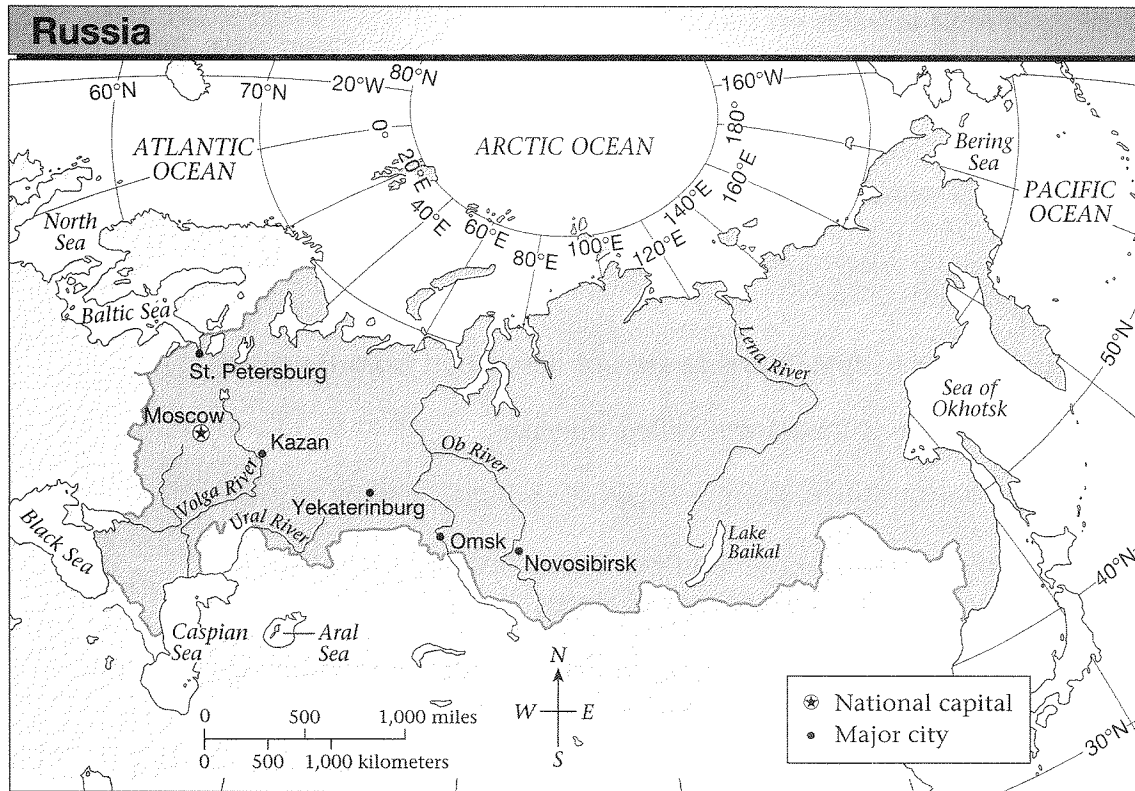 Russia
60°N
70°N
20°W
80°N
160°W
0°
180°
ATLANTIC
OCEAN
ARCTIC OCEAN
Bering
Sea
20°E
160°E
PACIFIC
OCEAN
North
Sea
40°E
60°E
80°E
100°E
120°E
140°E
Baltic Sea
50°N
St. Petersburg
Lena River
Sea of
Okhotsk
Moscow
Kazan
Ob River
Volga River
Yekaterinburg
Ural River
Black Sea
Omsk
Novosibirsk
Lake
Baikal
40°N
Caspian
Sea
Aral
Sea
N
W
E
S
0
500
1,000 miles
0
500
1,000 kilometers
National capital
Major city
30°N